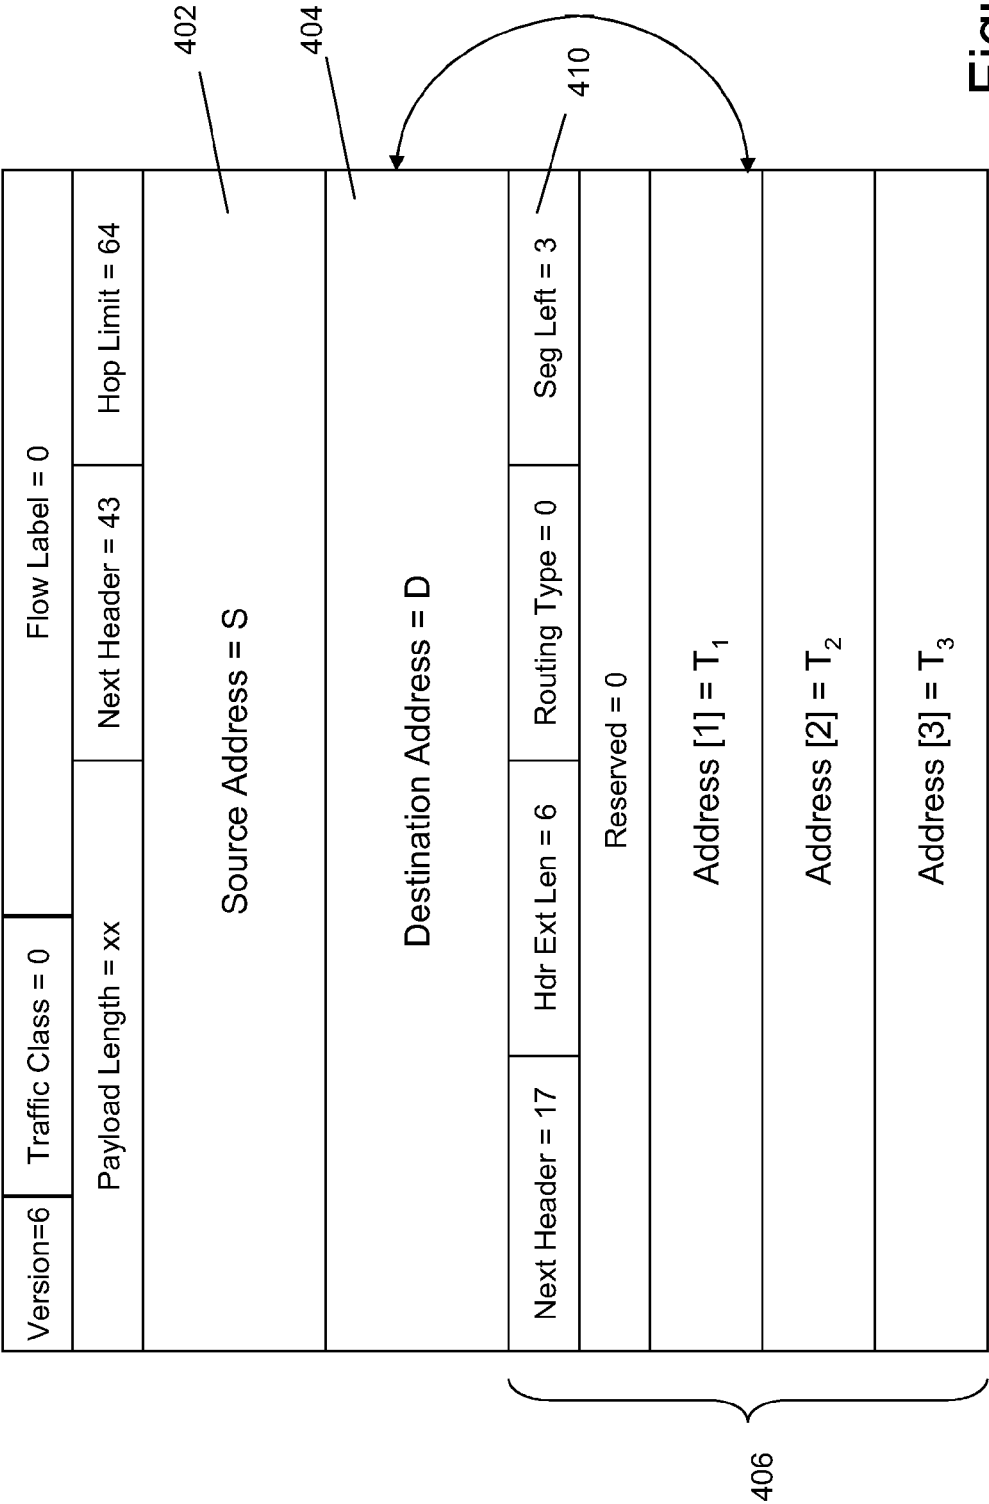 Version=6 Traffic Class = 0 Flow Label = 0
Payload Length = xx Next Header = 43 Hop Limit = 64
402
Source Address = S
404
Destination Address = D
410
Next Header = 17 Hdr Ext Len = 6 Routing Type = 0 Seg Left = 3
Reserved = 0
Address [1] = T1
406
Address [2] = T2
Address [3] = T3